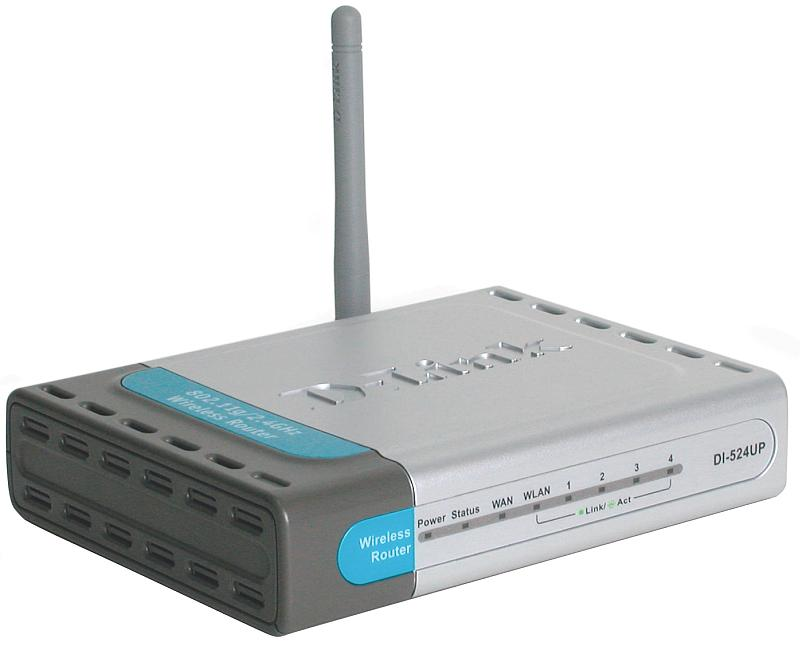 D-Link
D-Link
802.11g/2.4GHz
Wireless Router
Wireless
Router
Power Status WAN WLAN 1 2 3 4
Link/ Act
DI-524UP